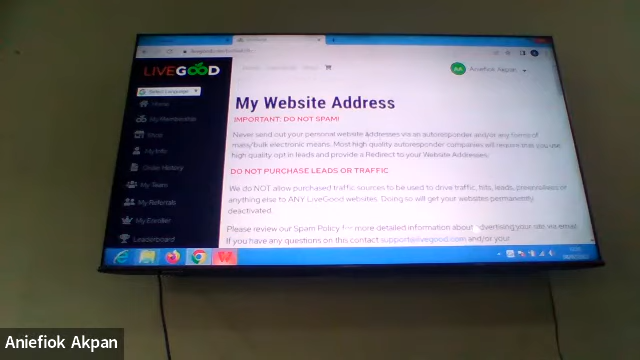 LIVEGOOD
Select Language
Aniefiok Akpan
Home
My Membership
Shop
My Info
Order History
My Team
My Referrals
My Enroller
Leaderboard
My Website Address
IMPORTANT: DO NOT SPAM!
Never send out your personal website addresses via an autoresponder and/or any forms of
mass/bulk electronic means. Most high quality autoresponder companies will require that you use
high quality opt in leads and provide a Redirect to your Website Addresses.
DO NOT PURCHASE LEADS OR TRAFFIC
We do NOT allow purchased traffic sources to be used to drive traffic, lists, leads, presales or
anything else to ANY LiveGood websites. Doing so will get your websites permanently
deactivated.
Please review our Spam Policy for more detailed information about advertising your site via email.
If you have any questions on this contact support@livegood.com and/or your
Aniefiok Akpan